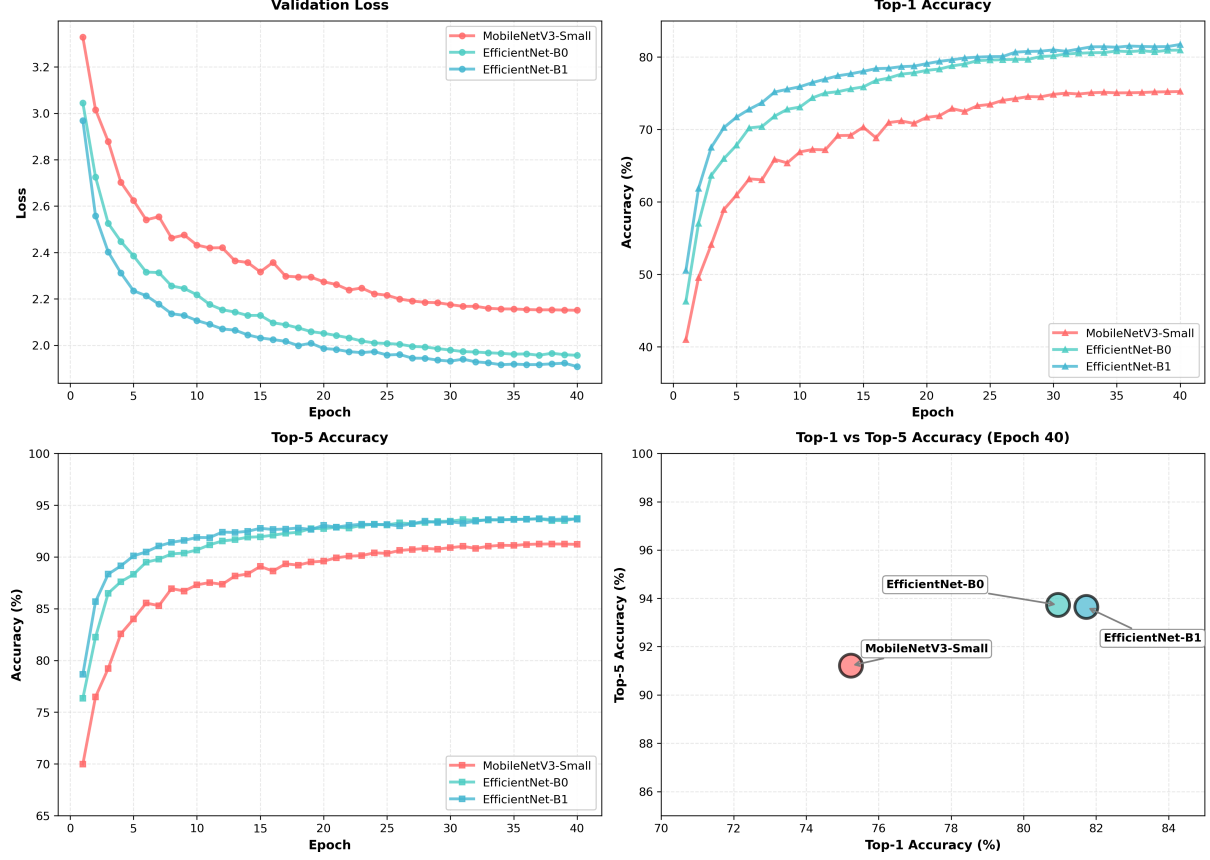 Validation Loss
Loss
3.2
3.0
2.8
2.6
2.4
2.2
2.0
MobileNetV3-Small
EfficientNet-B0
EfficientNet-B1
0 5 10 15 20 25 30 35 40
Epoch
Top-1 Accuracy
Accuracy (%)
80
70
60
50
40
MobileNetV3-Small
EfficientNet-B0
EfficientNet-B1
0 5 10 15 20 25 30 35 40
Epoch
Top-5 Accuracy
Accuracy (%)
100
95
90
85
80
75
70
65
MobileNetV3-Small
EfficientNet-B0
EfficientNet-B1
0 5 10 15 20 25 30 35 40
Epoch
Top-1 vs Top-5 Accuracy (Epoch 40)
Top-5 Accuracy (%)
100
98
96
94
92
90
88
86
EfficientNet-B0
EfficientNet-B1
MobileNetV3-Small
70 72 74 76 78 80 82 84
Top-1 Accuracy (%)